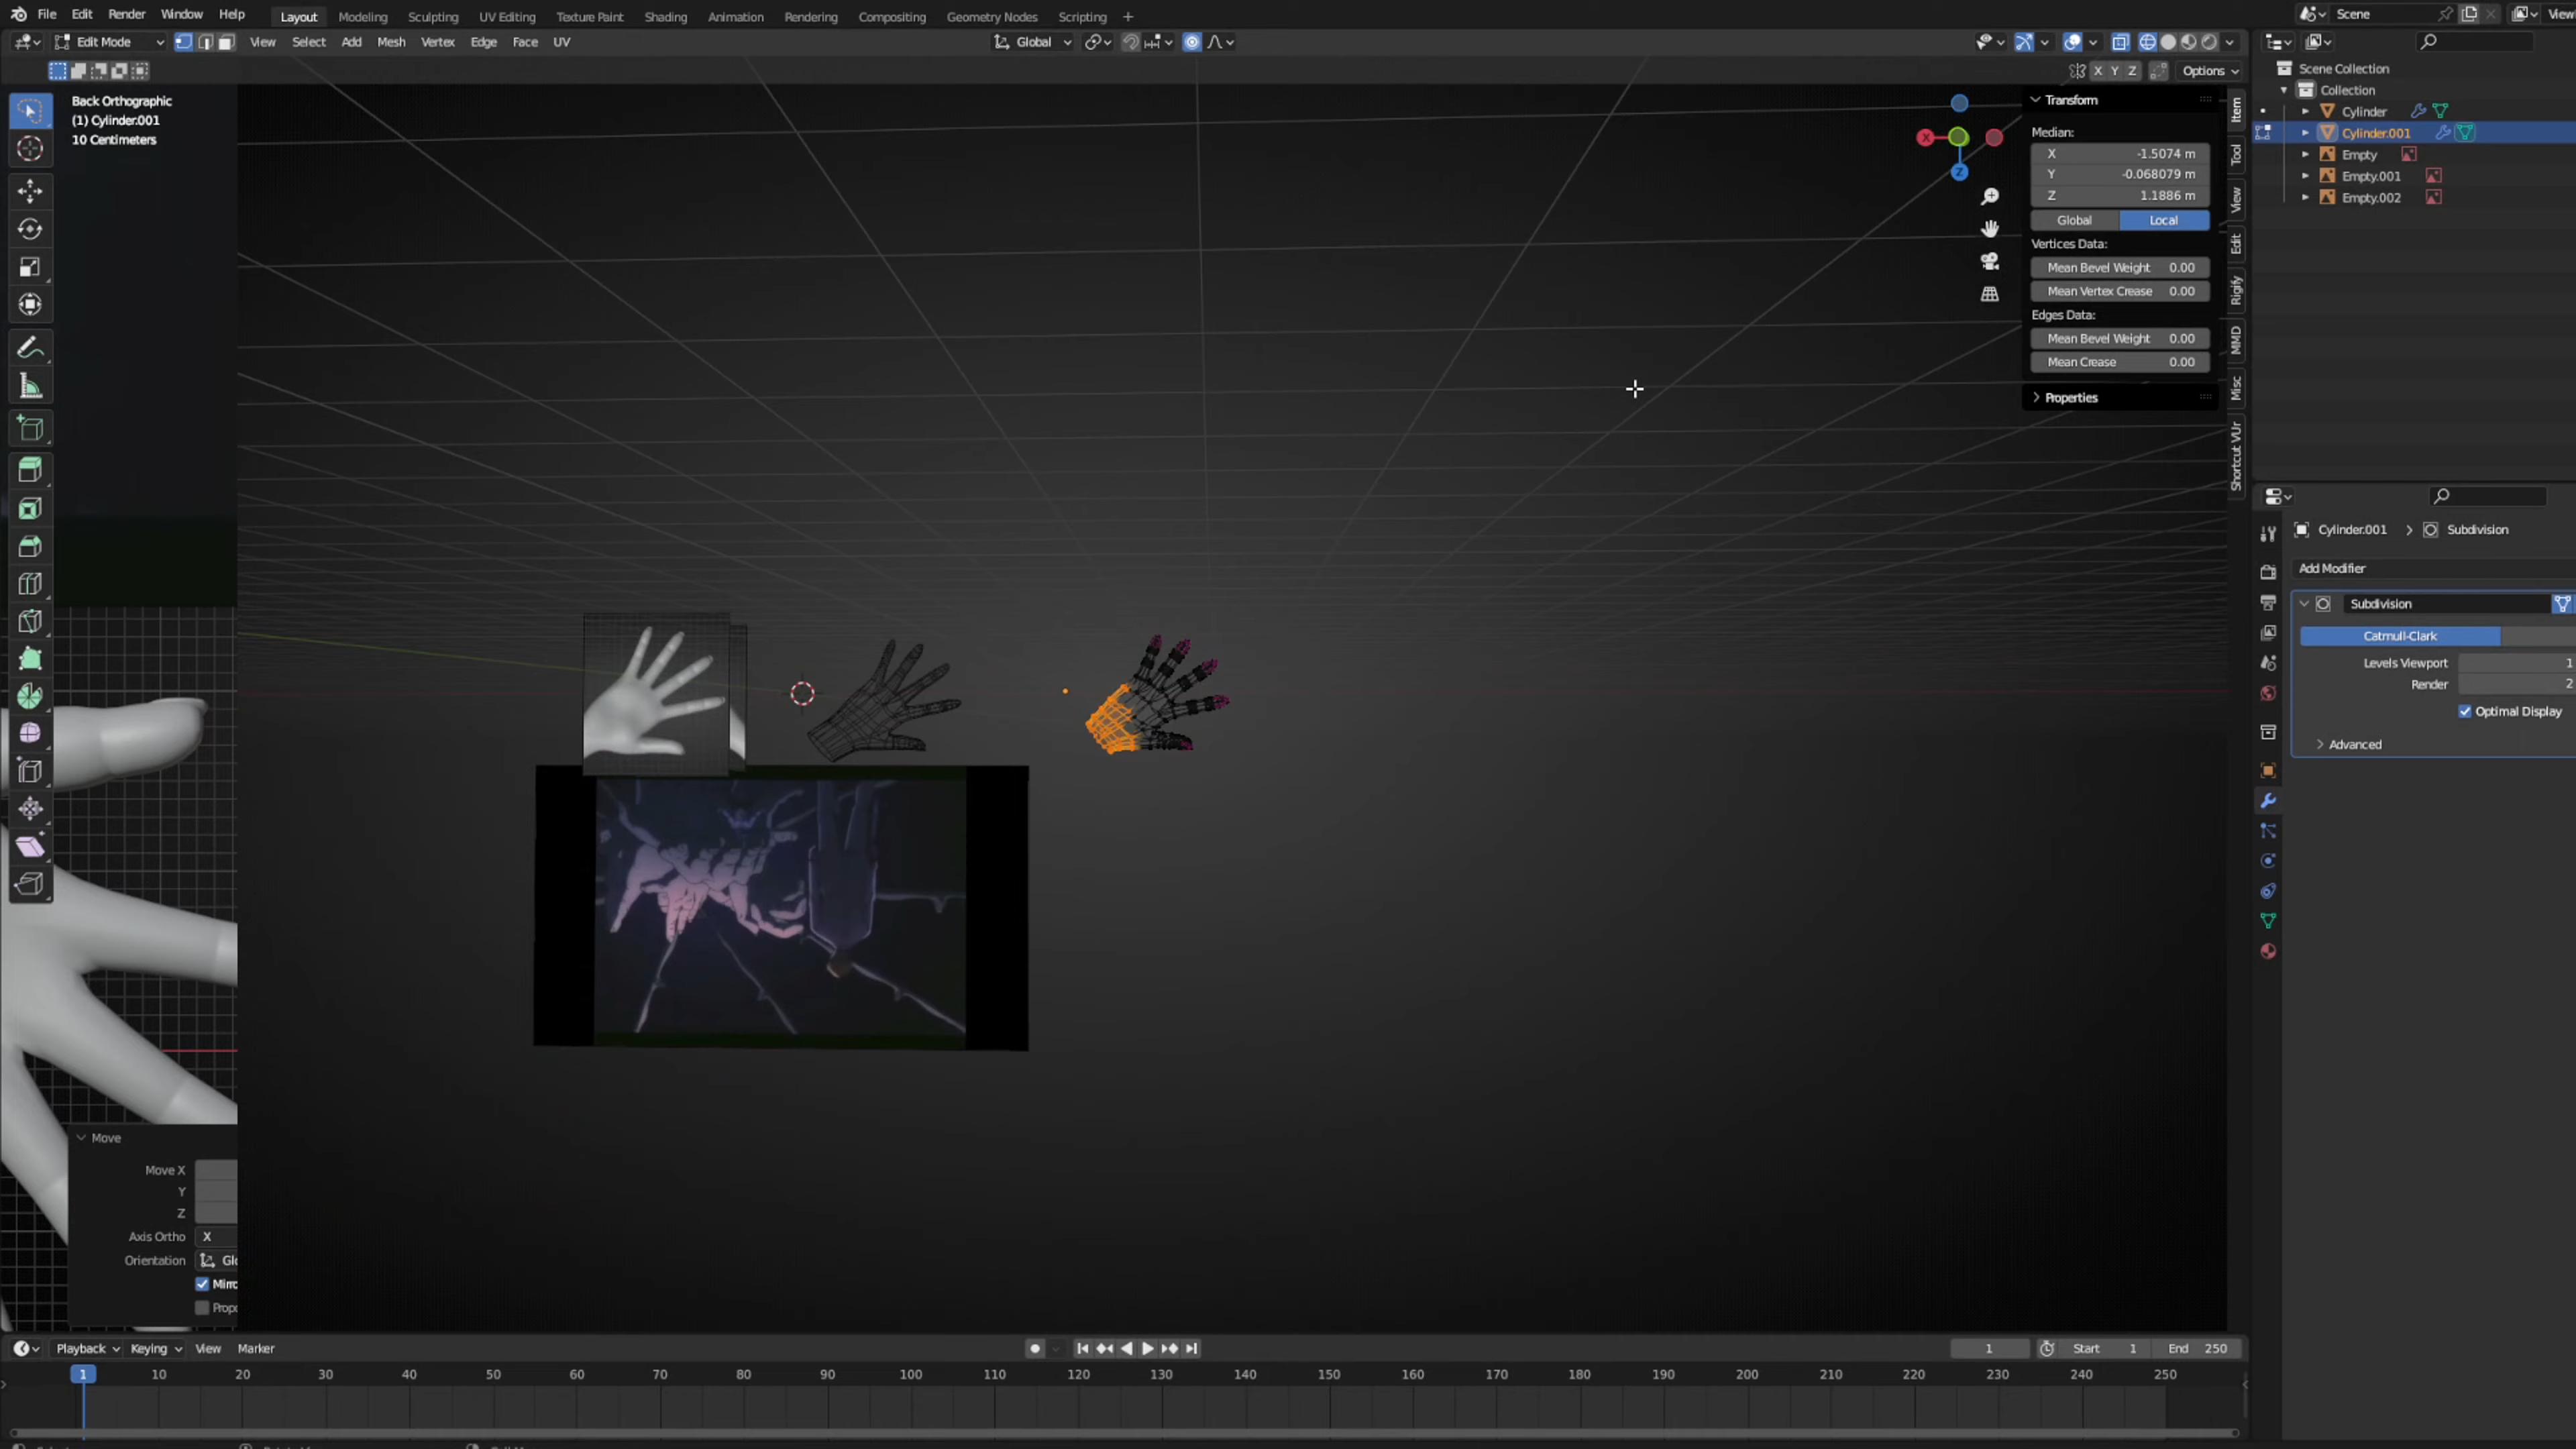 File Edit Render Window Help
Layout Modeling Sculpting UV Editing Texture Paint Shading Animation Rendering Compositing Geometry Nodes Scripting +
Scene
View
Edit Mode View Select Add Mesh Vertex Edge Face UV
Global
X Y Z Options
Back Orthographic
(1) Cylinder.001
10 Centimeters
X
Z
Transform
Median:
X -1.5074 m
Y -0.068079 m
Z 1.1886 m
Global Local
Vertices Data:
Mean Bevel Weight 0.00
Mean Vertex Crease 0.00
Edges Data:
Mean Bevel Weight 0.00
Mean Crease 0.00
Properties
Item
Tool
View
Edit
Rigify
MMD
Misc
Shortcut VUr
Scene Collection
Collection
Cylinder
Cylinder.001
Empty
Empty.001
Empty.002
Cylinder.001 > Subdivision
Add Modifier
Subdivision
Catmull-Clark
Levels Viewport 1
Render 2
Optimal Display
Advanced
Move
Move X
Y
Z
Axis Ortho X
Orientation Glo
Mirro
Propo
Playback Keying View Marker
1 Start 1 End 250
1 10 20 30 40 50 60 70 80 90 100 110 120 130 140 150 160 170 180 190 200 210 220 230 240 250